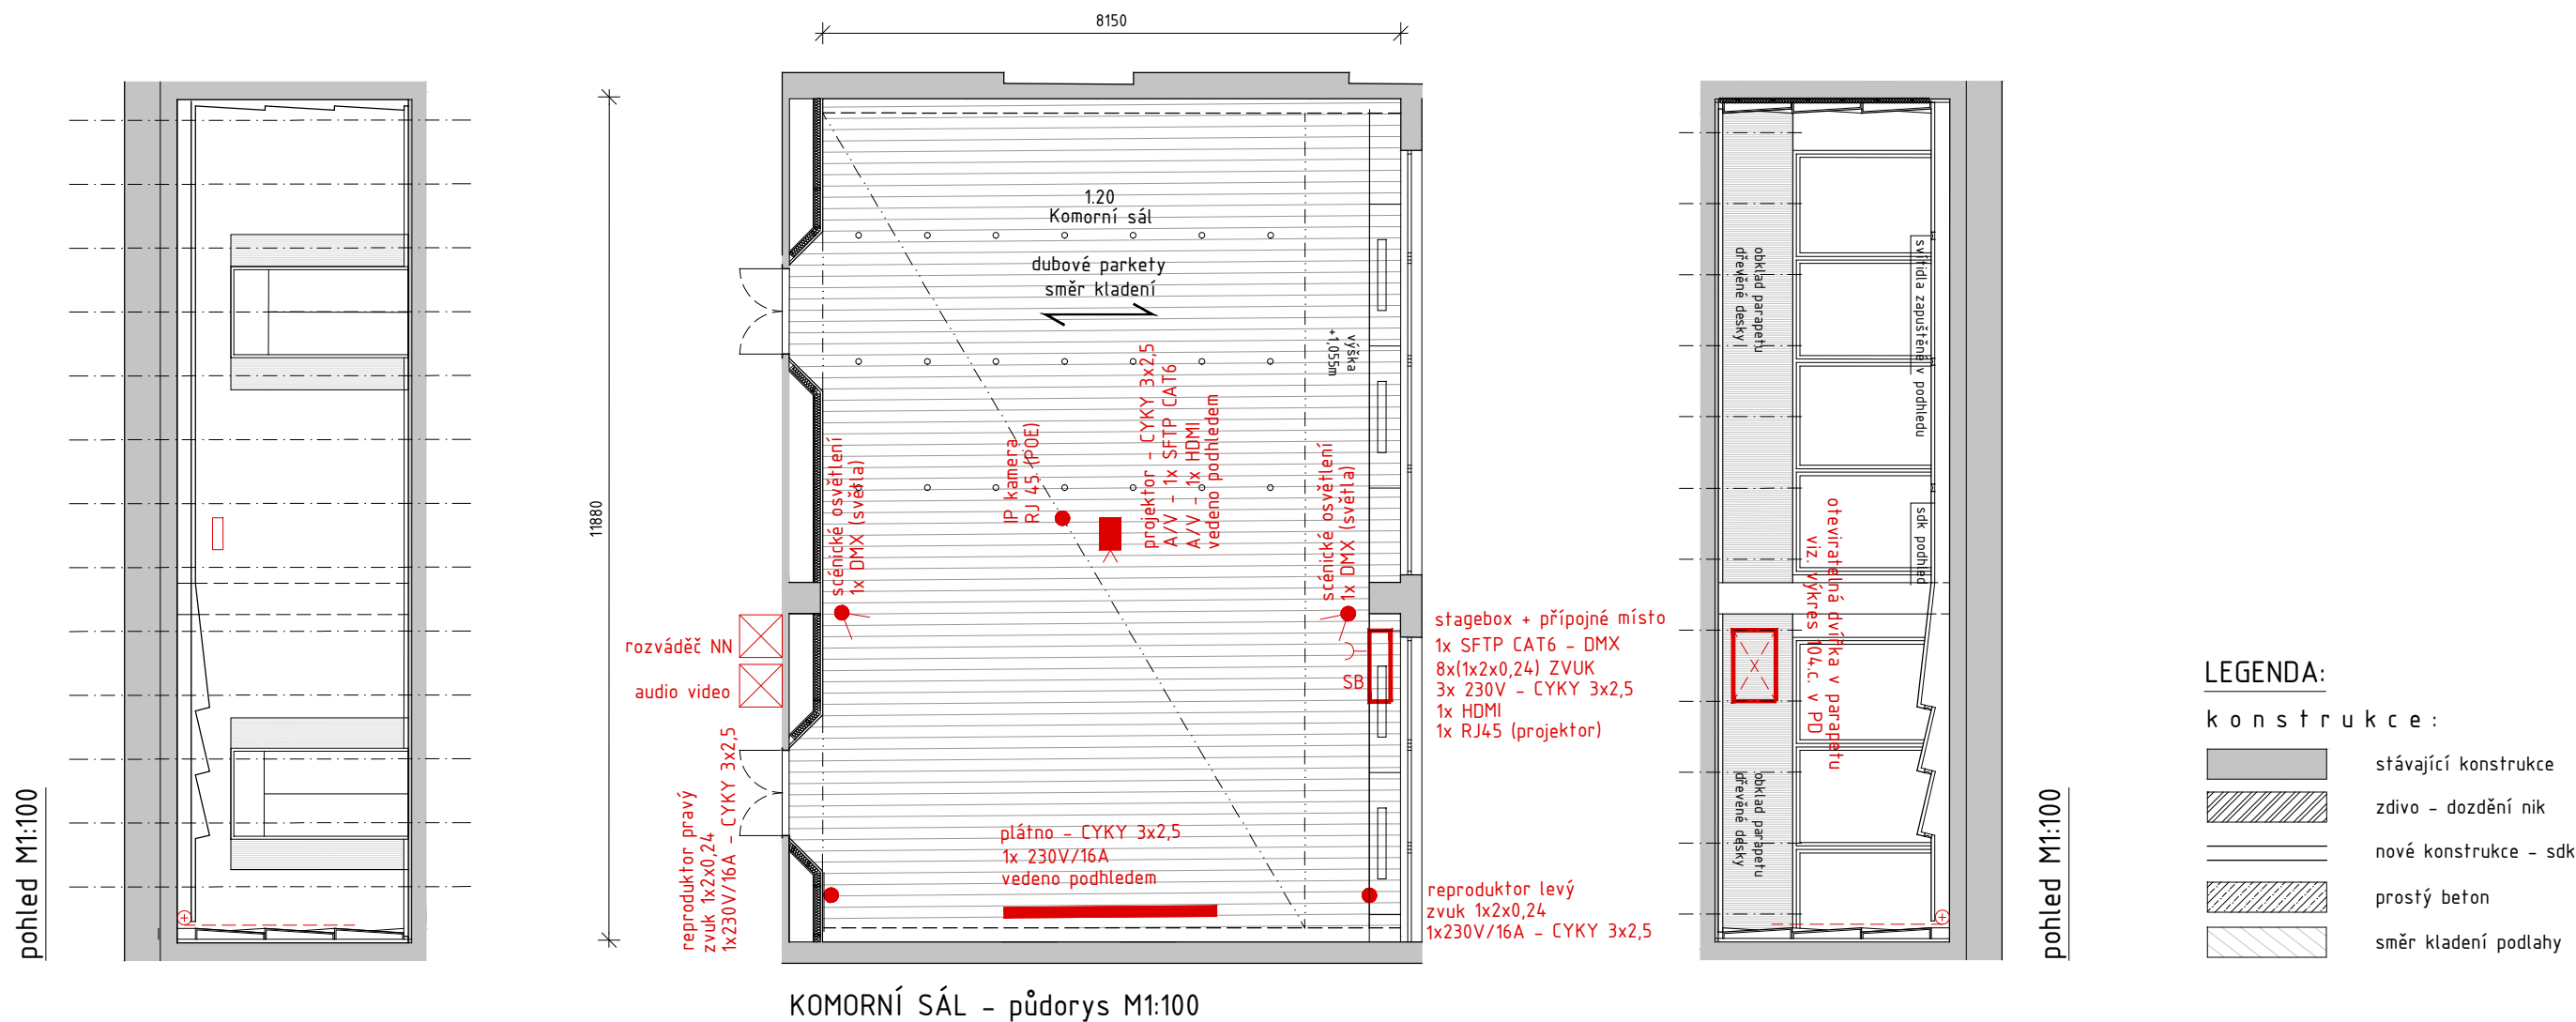 8150
11880
pohled M1:100
1.20
Komorní sál
dubové parkety
směr kladení
výška
+1,055m
scénické osvětlení
1x DMX (světla)
IP kamera
RJ 45 (POE)
projektor - CYKY 3x2,5
A/V - 1x SFTP CAT6
A/V - 1x HDMI
vedeno podhledem
scénické osvětlení
1x DMX (světla)
rozváděč NN
audio video
reproduktor pravý
zvuk 1x2x0,24
1x230V/16A - CYKY 3x2,5
plátno - CYKY 3x2,5
1x 230V/16A
vedeno podhledem
SB
stagebox + přípojné místo
1x SFTP CAT6 - DMX
8x(1x2x0,24) ZVUK
3x 230V - CYKY 3x2,5
1x HDMI
1x RJ45 (projektor)
reproduktor levý
zvuk 1x2x0,24
1x230V/16A - CYKY 3x2,5
KOMORNÍ SÁL - půdorys M1:100
obklad parapetu
dřevěné desky
svítidla zapuštěné v podhledu
sdk podhled
otevíratelná dvířka v parapetu
viz. výkres 104.c. v PD
obklad parapetu
dřevěné desky
pohled M1:100
LEGENDA:
konstrukce:
stávající konstrukce
zdivo - dozdění nik
nové konstrukce - sdk
prostý beton
směr kladení podlahy